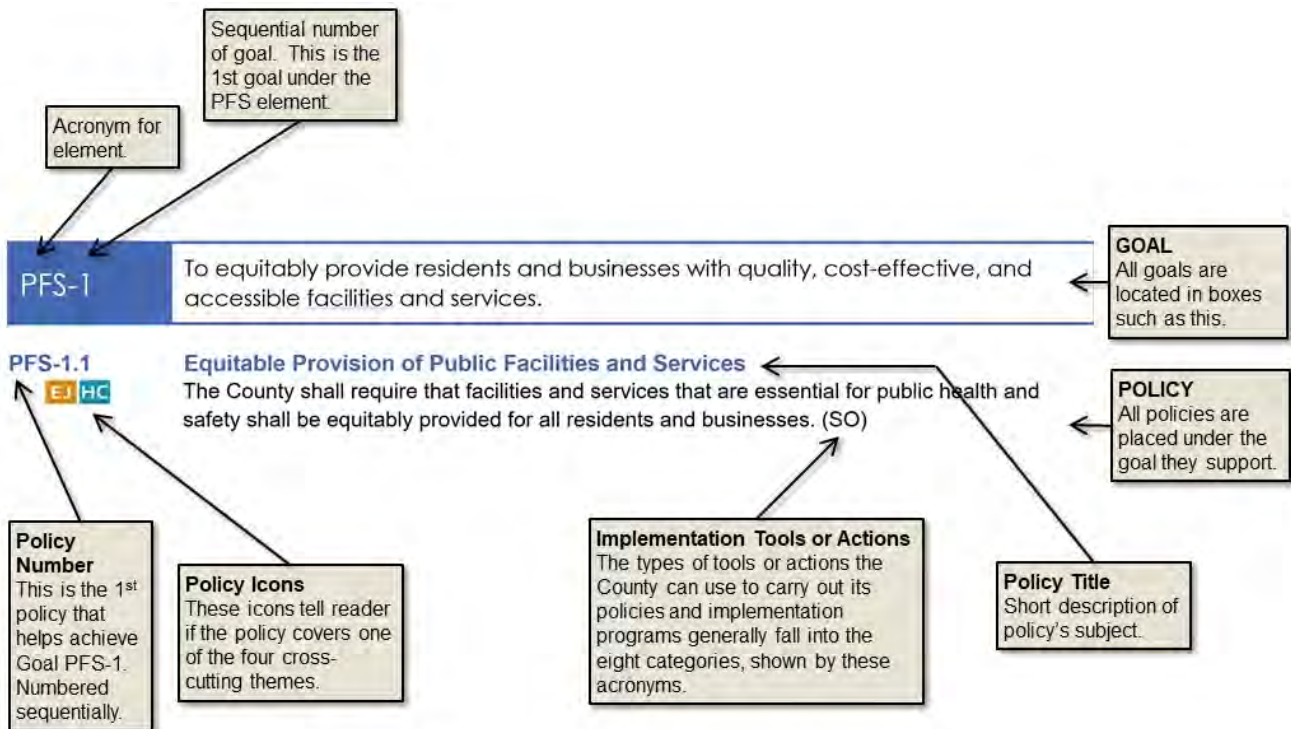 Sequential number
of goal. This is the
1st goal under the
PFS element.
Acronym for
element.
PFS-1
To equitably provide residents and businesses with quality, cost-effective, and
accessible facilities and services.
GOAL
All goals are
located in boxes
such as this.
PFS-1.1
EJ HC
Equitable Provision of Public Facilities and Services
The County shall require that facilities and services that are essential for public health and
safety shall be equitably provided for all residents and businesses. (SO)
POLICY
All policies are
placed under the
goal they support.
Policy
Number
This is the 1st
policy that
helps achieve
Goal PFS-1.
Numbered
sequentially.
Policy Icons
These icons tell reader
if the policy covers one
of the four cross-
cutting themes.
Implementation Tools or Actions
The types of tools or actions the
County can use to carry out its
policies and implementation
programs generally fall into the
eight categories, shown by these
acronyms.
Policy Title
Short description of
policy's subject.